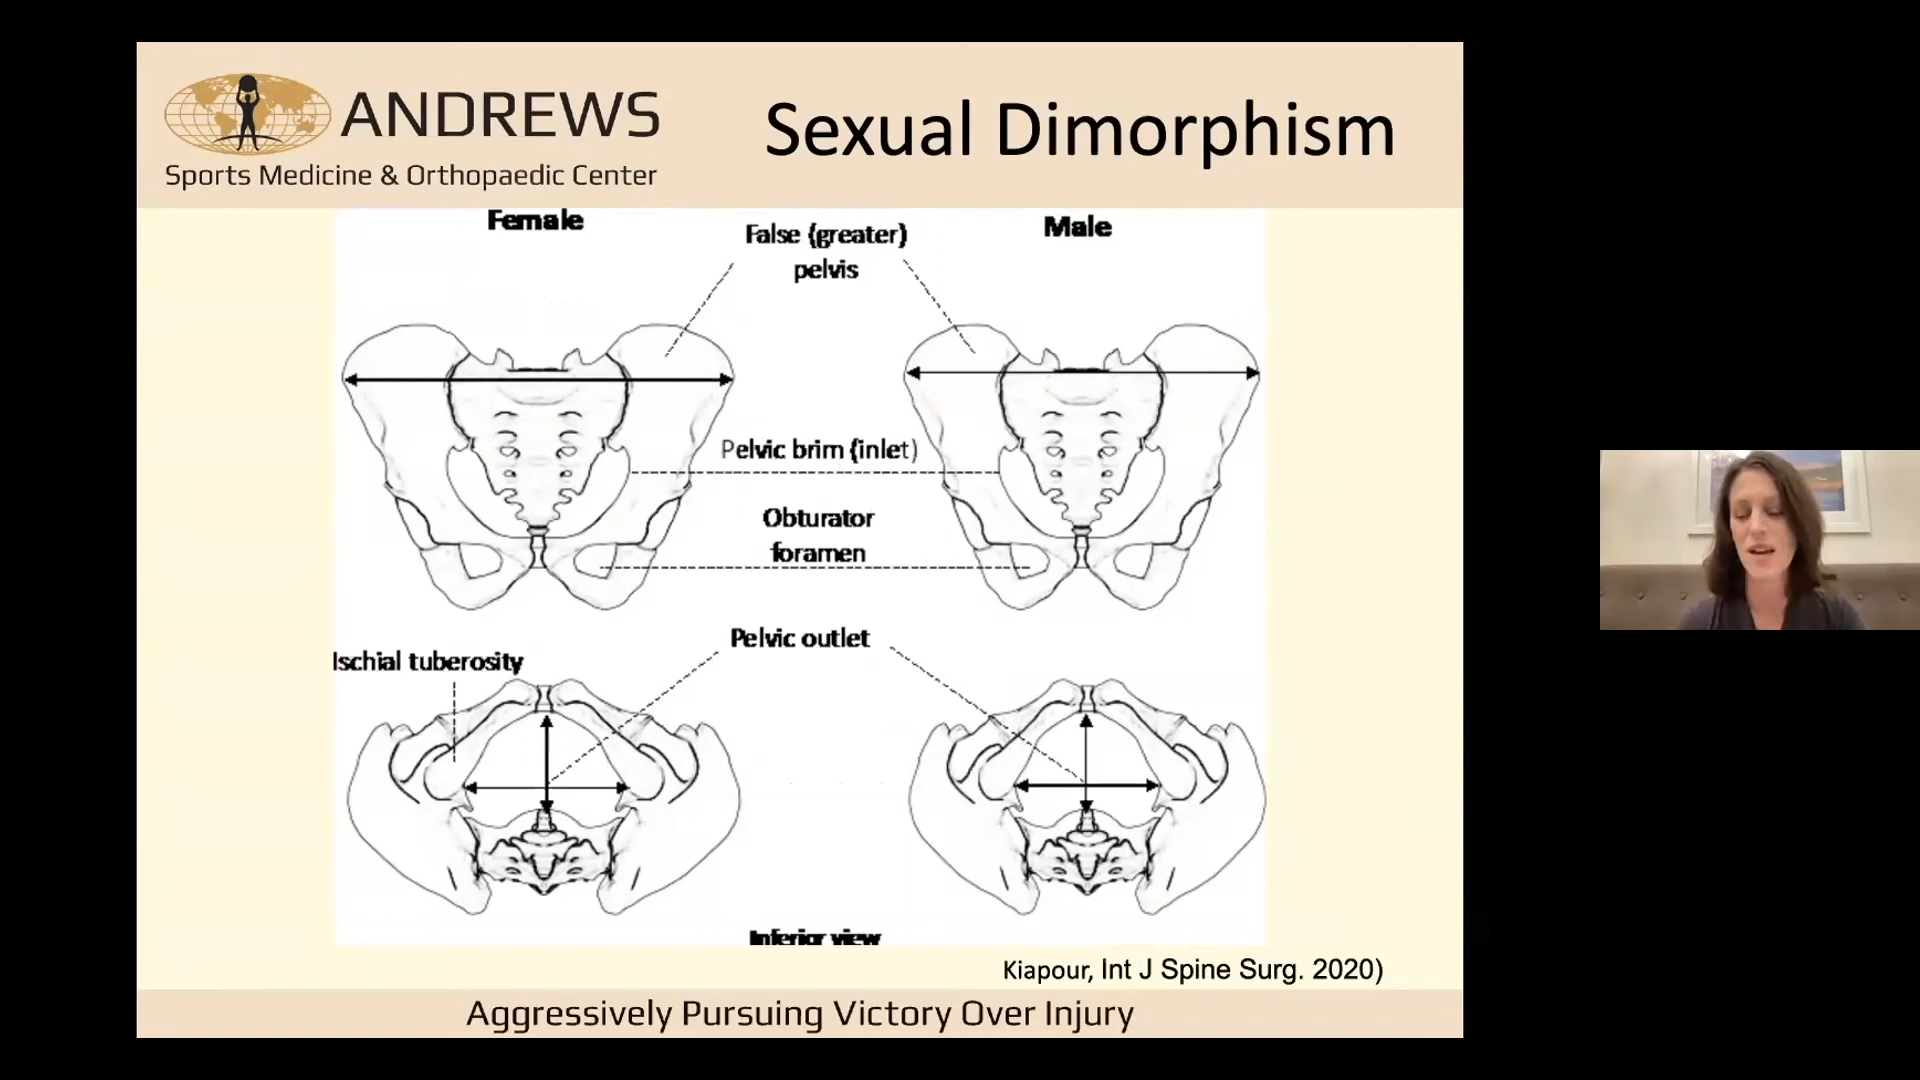 ANDREWS
Sports Medicine & Orthopaedic Center
Sexual Dimorphism
Female
False (greater)
pelvis
Male
Pelvic brim (inlet)
Obturator
foramen
Pelvic outlet
Ischial tuberosity
Inferior view
Kiapour, Int J Spine Surg. 2020)
Aggressively Pursuing Victory Over Injury